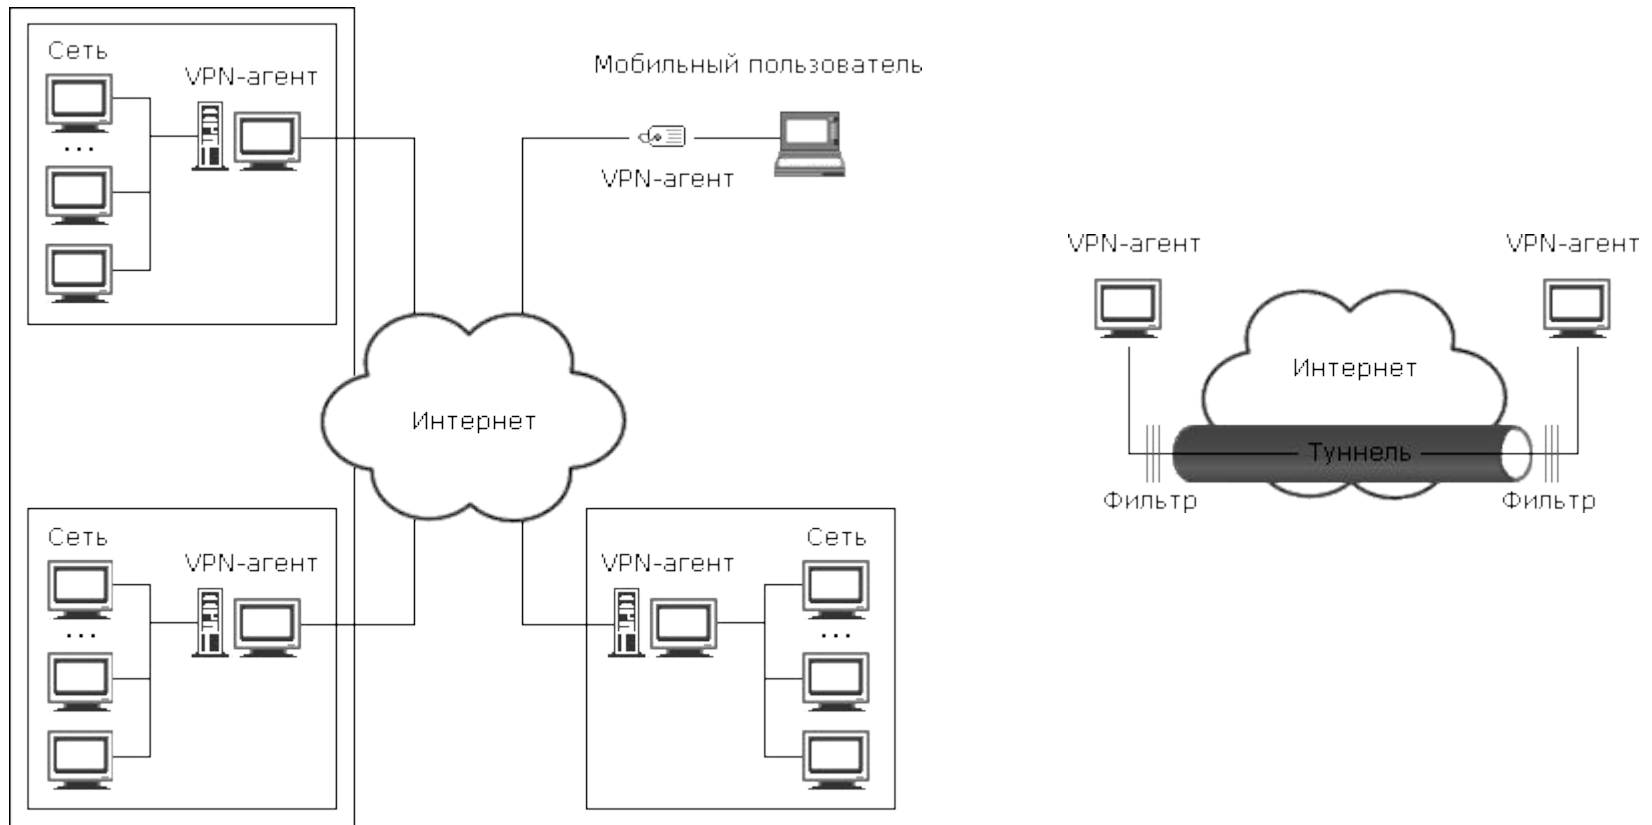 Сеть
VPN-агент
Мобильный пользователь
VPN-агент
Интернет
Сеть
VPN-агент
VPN-агент
Сеть
VPN-агент
VPN-агент
Интернет
Туннель
Фильтр
Фильтр